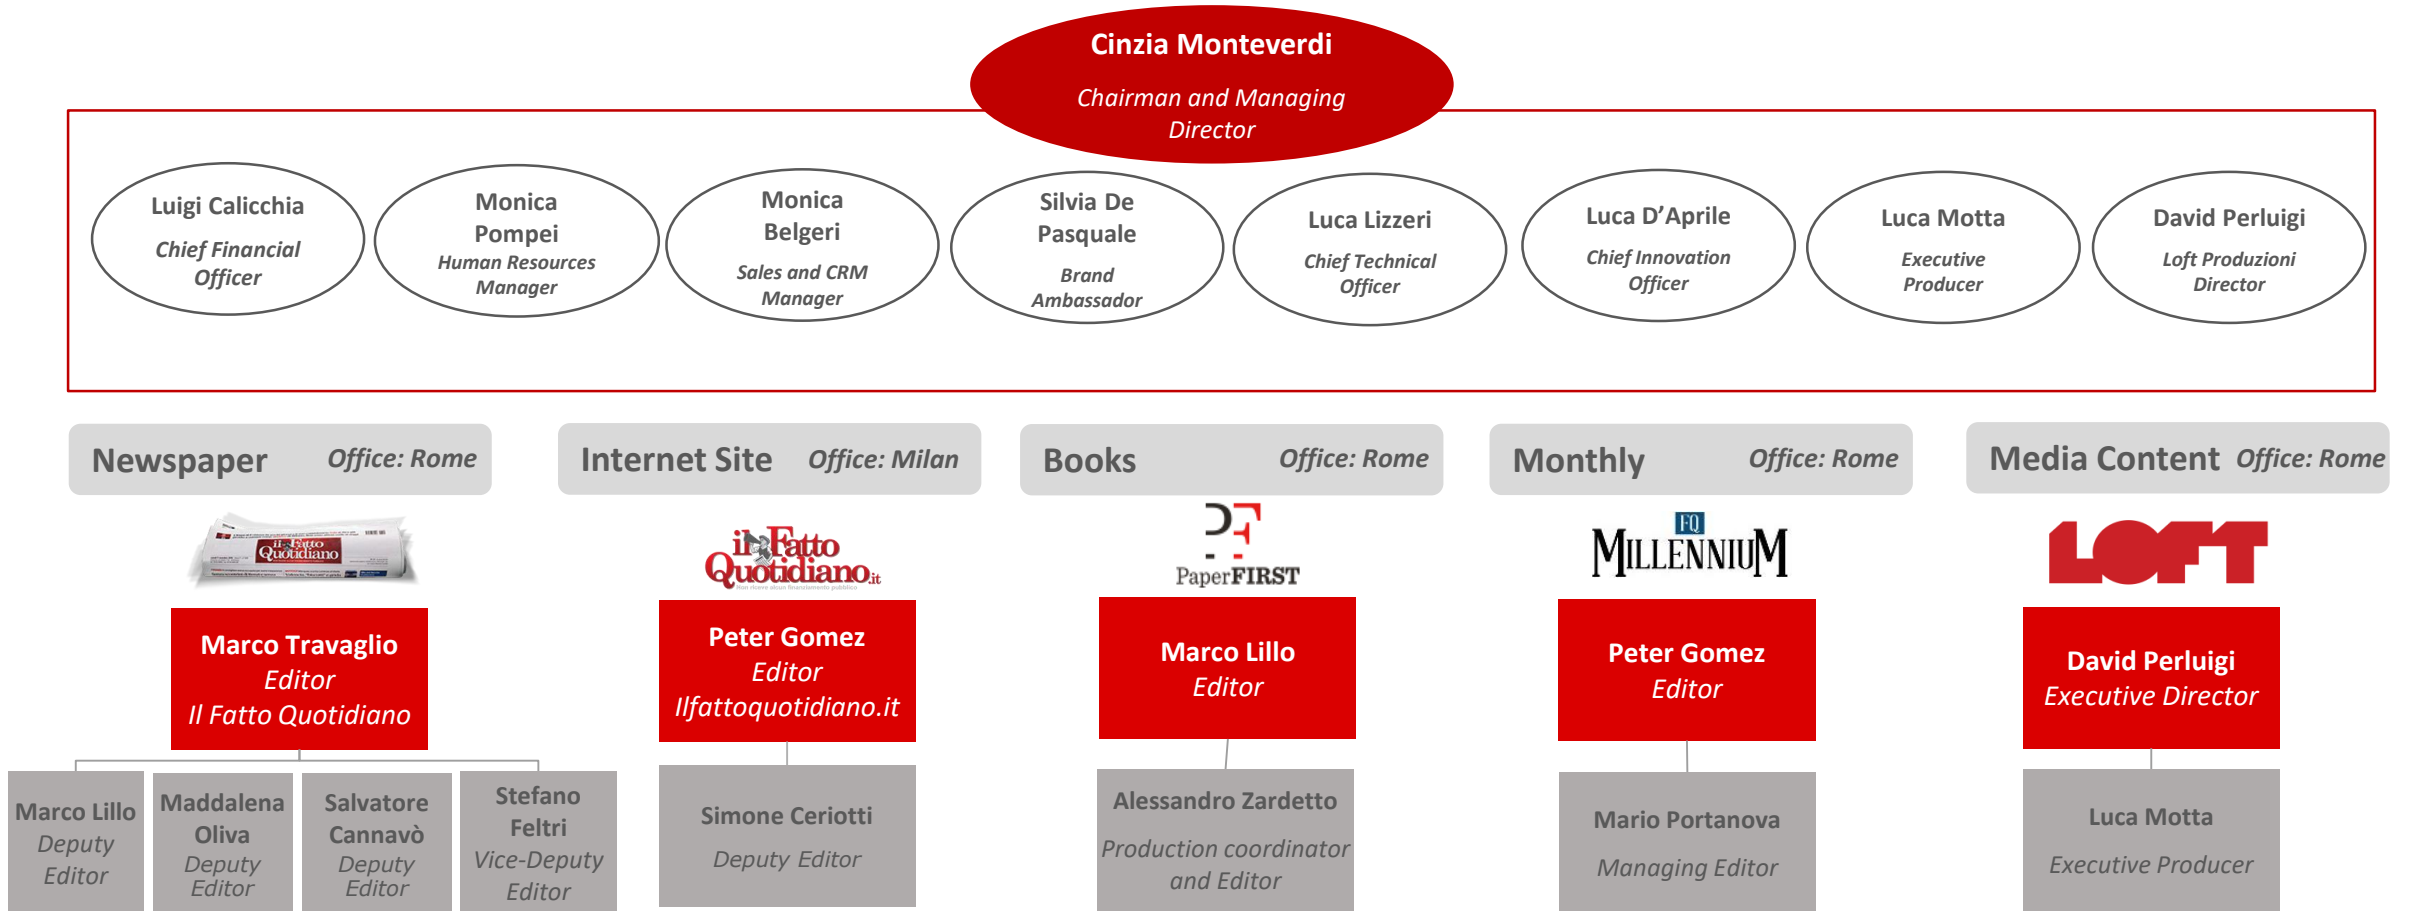 Cinzia Monteverdi
Chairman and Managing
Director
Luigi Calicchia
Chief Financial
Officer
Monica
Pompei
Human Resources
Manager
Monica
Belgeri
Sales and CRM
Manager
Silvia De
Pasquale
Brand
Ambassador
Luca Lizzeri
Chief Technical
Officer
Luca D’Aprile
Chief Innovation
Officer
Luca Motta
Executive
Producer
David Perluigi
Loft Produzioni
Director
Newspaper
Office: Rome
Internet Site
Office: Milan
Books
Office: Rome
Monthly
Office: Rome
Media Content
Office: Rome
il Fatto
Quotidiano
il Fatto
Quotidiano.it
Non riceve alcun finanziamento pubblico
PF
PaperFIRST
FQ
MILLENNIUM
LOFT
Marco Travaglio
Editor
Il Fatto Quotidiano
Peter Gomez
Editor
Ilfattoquotidiano.it
Marco Lillo
Editor
Peter Gomez
Editor
David Perluigi
Executive Director
Marco Lillo
Deputy
Editor
Maddalena
Oliva
Deputy
Editor
Salvatore
Cannavò
Deputy
Editor
Stefano
Feltri
Vice-Deputy
Editor
Simone Ceriotti
Deputy Editor
Alessandro Zardetto
Production coordinator
and Editor
Mario Portanova
Managing Editor
Luca Motta
Executive Producer